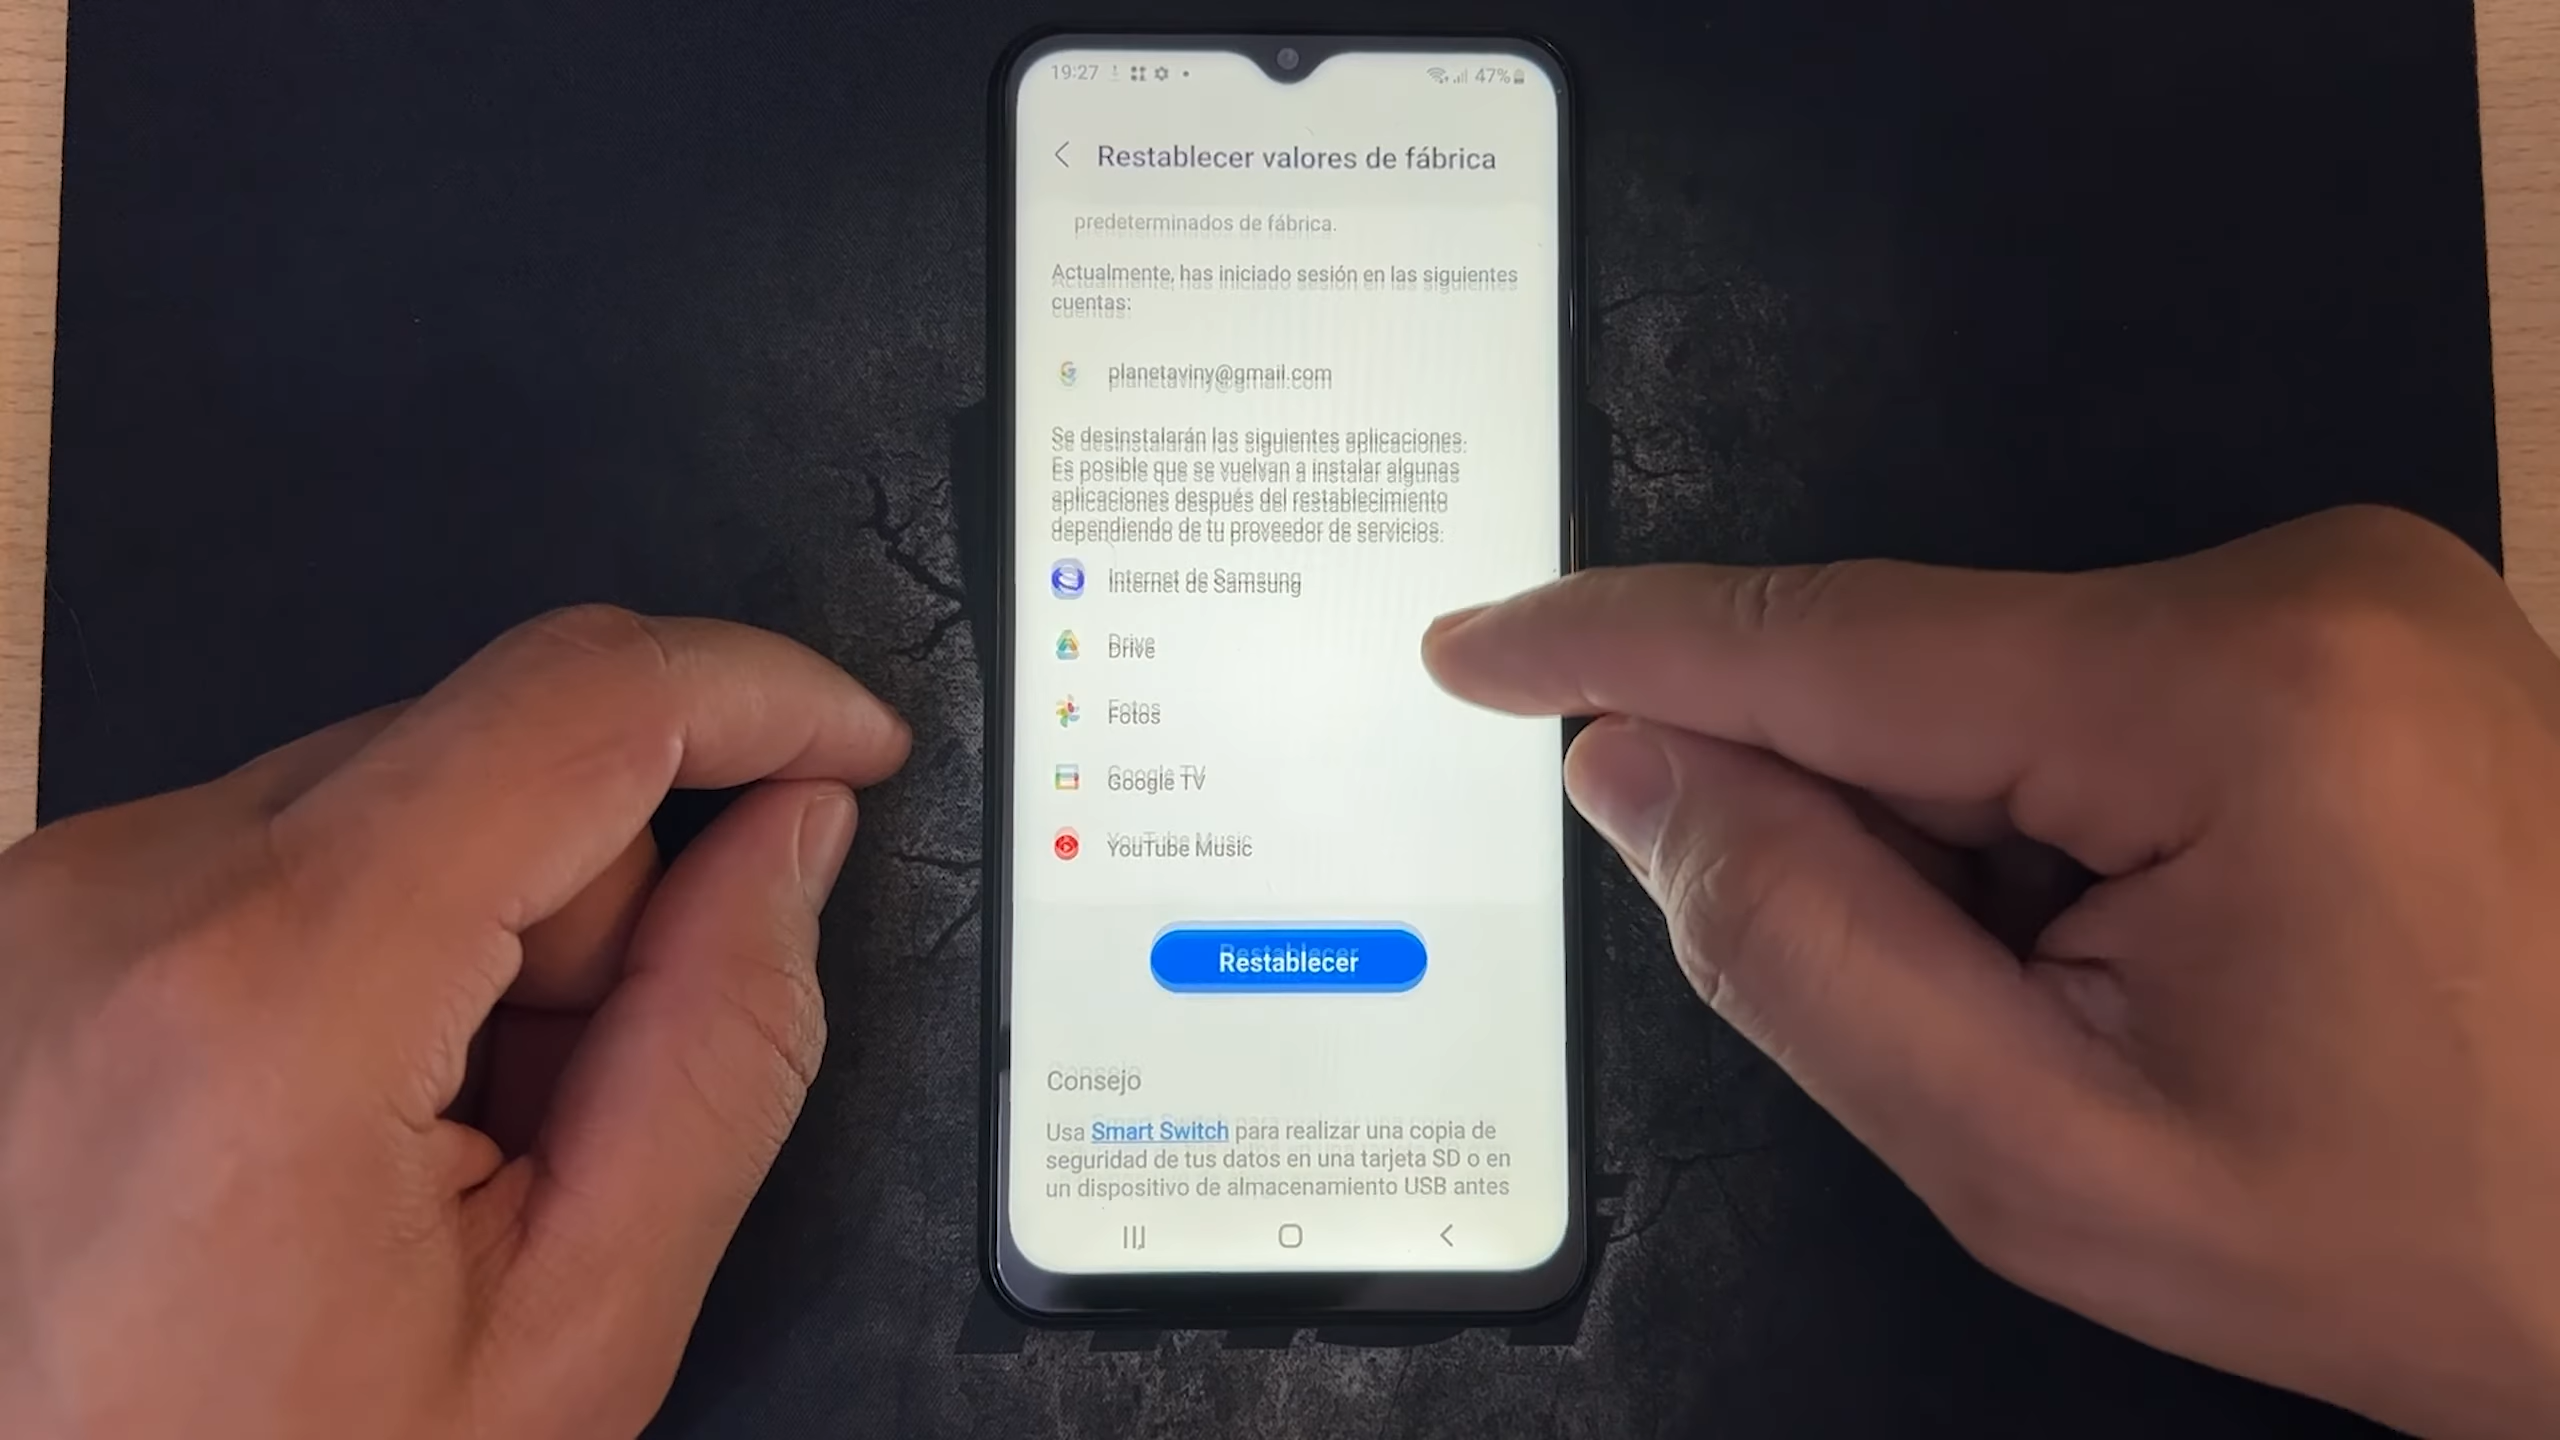 19:27
47%
Restablecer valores de fábrica
predeterminados de fábrica.
Actualmente, has iniciado sesión en las siguientes
cuentas:
planetaviny@gmail.com
Se desinstalarán las siguientes aplicaciones.
Es posible que se vuelvan a instalar algunas
aplicaciones después del restablecimiento
dependiendo de tu proveedor de servicios:
Internet de Samsung
Drive
Fotos
Google TV
YouTube Music
Restablecer
Consejo
Usa Smart Switch para realizar una copia de
seguridad de tus datos en una tarjeta SD o en
un dispositivo de almacenamiento USB antes